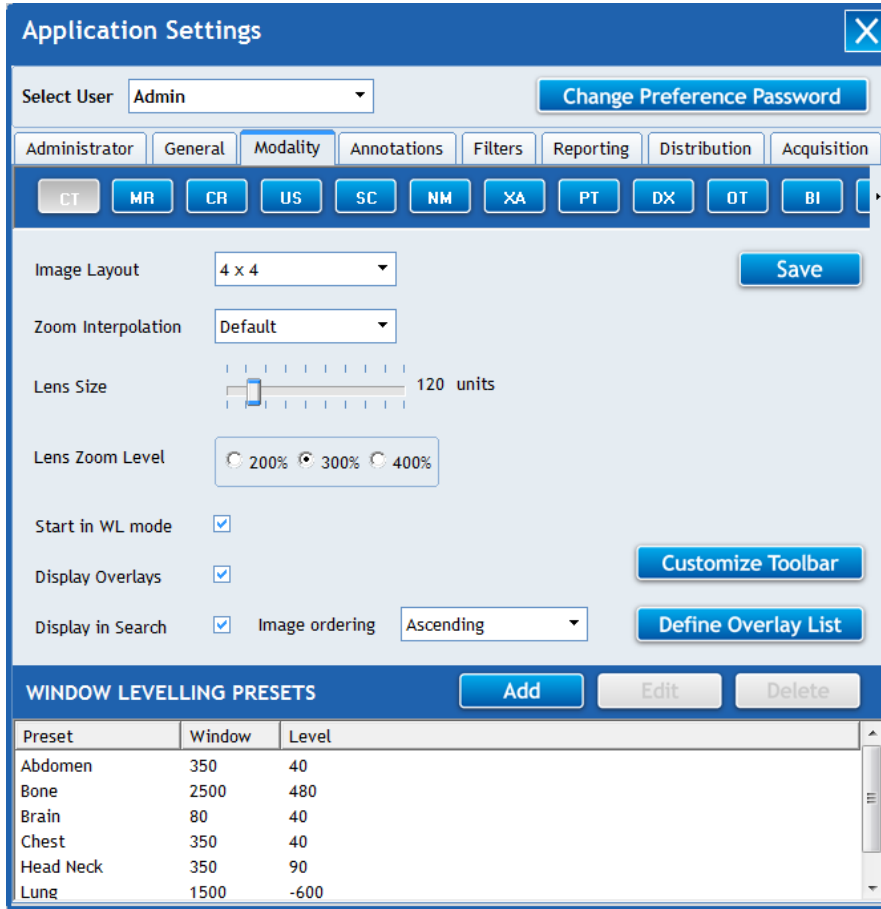 Application Settings
Select User Admin Change Preference Password
Administrator General Modality Annotations Filters Reporting Distribution Acquisition
CT MR CR US SC NM XA PT DX OT BI
Image Layout 4 x 4 Save
Zoom Interpolation Default
Lens Size 120 units
Lens Zoom Level 200% 300% 400%
Start in WL mode
Display Overlays Customize Toolbar
Display in Search Image ordering Ascending Define Overlay List
WINDOW LEVELLING PRESETS Add Edit Delete
Preset Window Level
Abdomen 350 40
Bone 2500 480
Brain 80 40
Chest 350 40
Head Neck 350 90
Lung 1500 -600